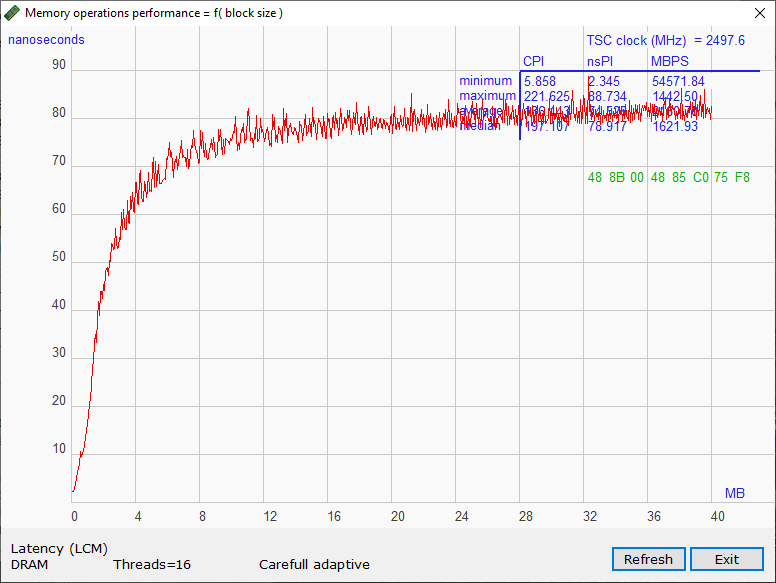 Memory operations performance = f( block size )
nanoseconds
TSC clock (MHz) = 2497.6
CPI nsPI MBPS
minimum 5.858 2.345 54571.84
maximum 221.625 88.734 1442.50
average
median 197.107 78.917 1621.93
48 8B 00 48 85 C0 75 F8
90
80
70
60
50
40
30
20
10
MB
0 4 8 12 16 20 24 28 32 36 40
Latency (LCM)
DRAM Threads=16 Carefull adaptive
Refresh Exit